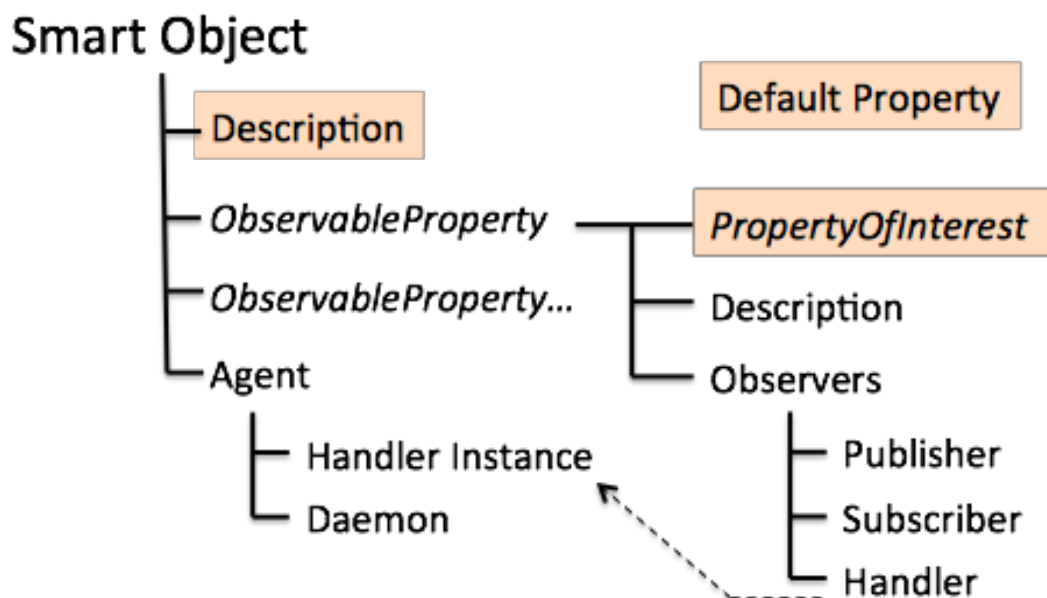 Smart Object
Default Property
Description
ObservableProperty
PropertyOfInterest
ObservableProperty...
Description
Agent
Observers
Handler Instance
Publisher
Daemon
Subscriber
Handler